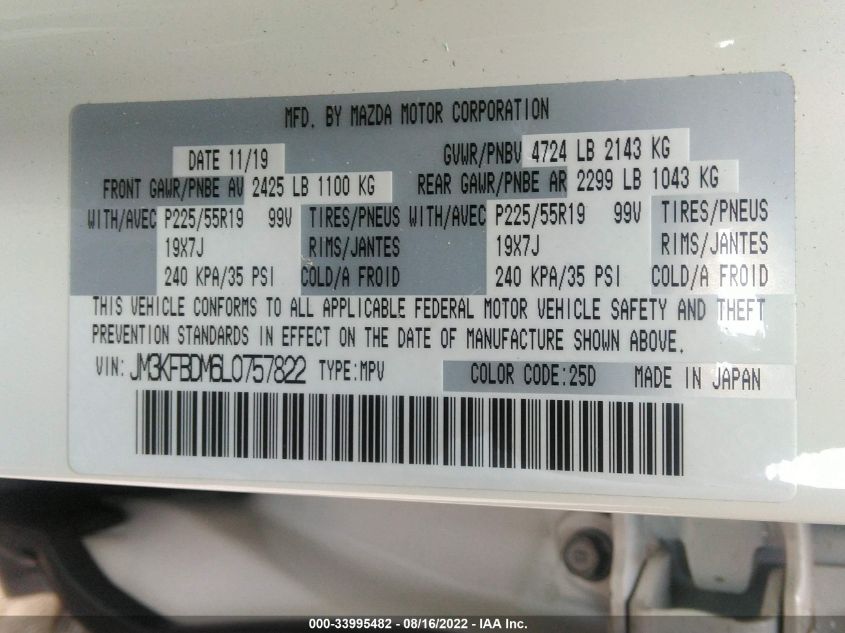 MFD. BY MAZDA MOTOR CORPORATION
DATE 11/19 GVWR/PNBV 4724 LB 2143 KG
FRONT GAWR/PNBE AV 2425 LB 1100 KG REAR GAWR/PNBE AR 2299 LB 1043 KG
WITH/AVEC P225/55R19 99V TIRES/PNEUS WITH/AVEC P225/55R19 99V TIRES/PNEUS
19X7J RIMS/JANTES 19X7J RIMS/JANTES
240 KPA/35 PSI COLD/A FROID 240 KPA/35 PSI COLD/A FROID
THIS VEHICLE CONFORMS TO ALL APPLICABLE FEDERAL MOTOR VEHICLE SAFETY AND THEFT
PREVENTION STANDARDS IN EFFECT ON THE DATE OF MANUFACTURE SHOWN ABOVE.
VIN: JM3KFBDM6L0757822 TYPE:MPV COLOR CODE:25D MADE IN JAPAN
000-33995482 - 08/16/2022 - IAA Inc.